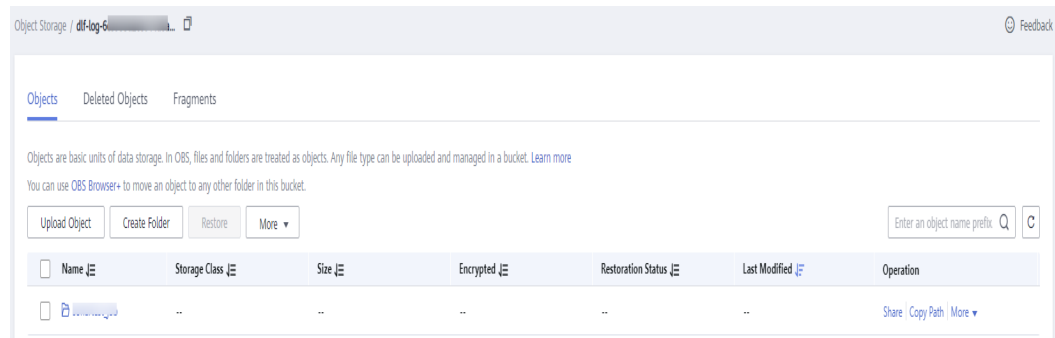 Object Storage / dlf-log-6 ... Feedback
Objects Deleted Objects Fragments
Objects are basic units of data storage. In OBS, files and folders are treated as objects. Any file type can be uploaded and managed in a bucket. Learn more
You can use OBS Browser+ to move an object to any other folder in this bucket.
Upload Object Create Folder Restore More Enter an object name prefix
Name Storage Class Size Encrypted Restoration Status Last Modified Operation
-- -- -- -- -- Share Copy Path More